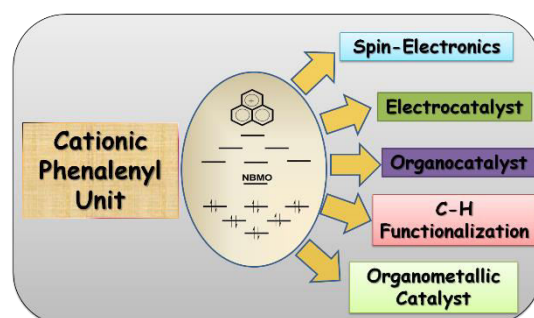 Cationic
Phenalenyl
Unit
NBMO
Spin-Electronics
Electrocatalyst
Organocatalyst
C-H
Functionalization
Organometallic
Catalyst